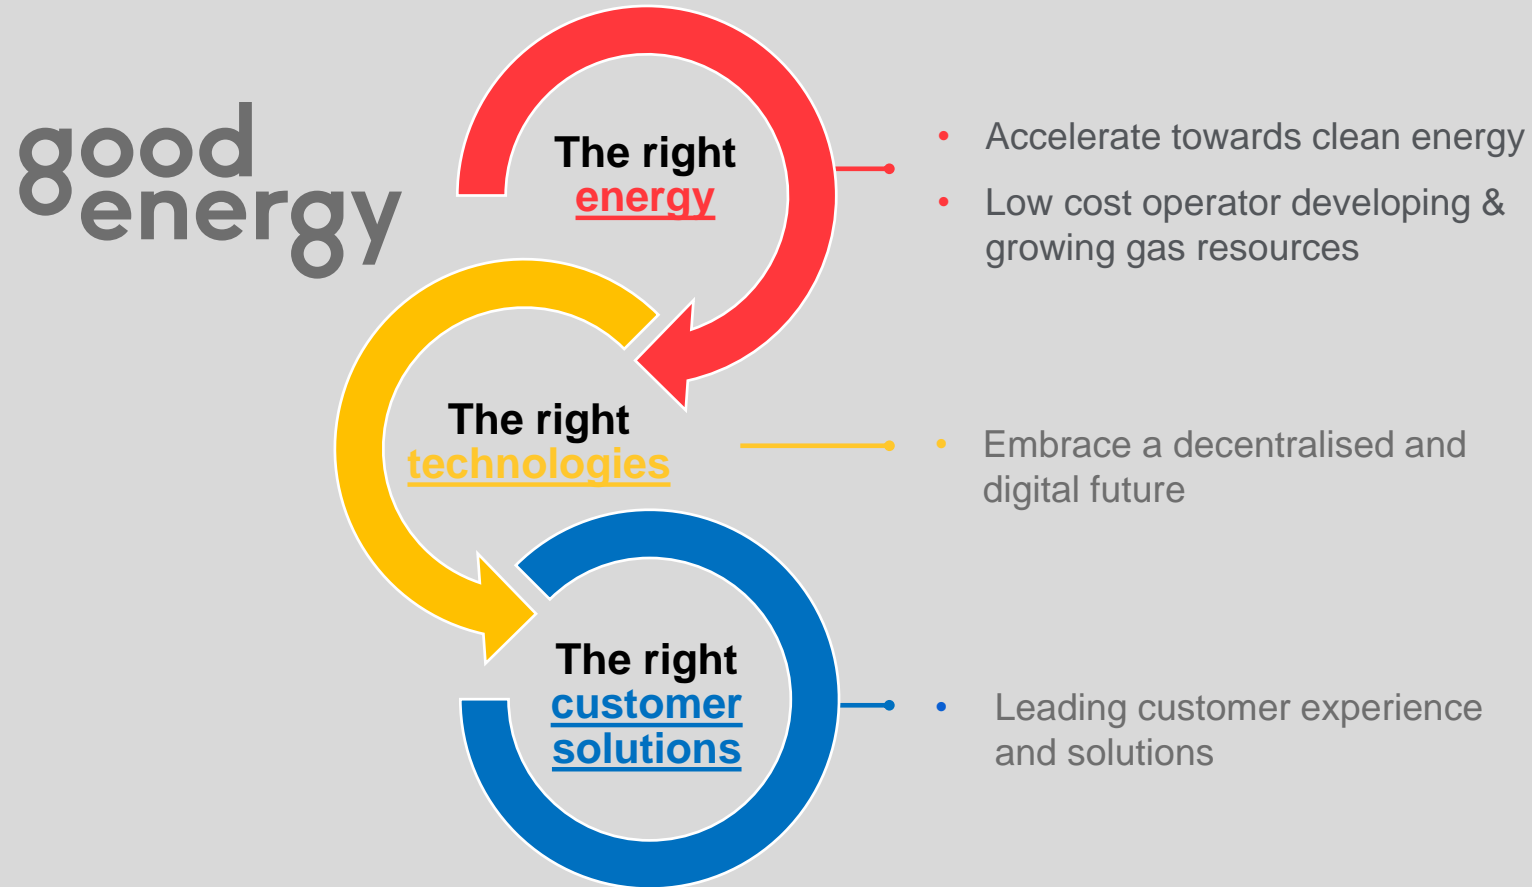 good
energy
The right
energy
• Accelerate towards clean energy
• Low cost operator developing &
growing gas resources
The right
technologies
• Embrace a decentralised and
digital future
The right
customer
solutions
• Leading customer experience
and solutions